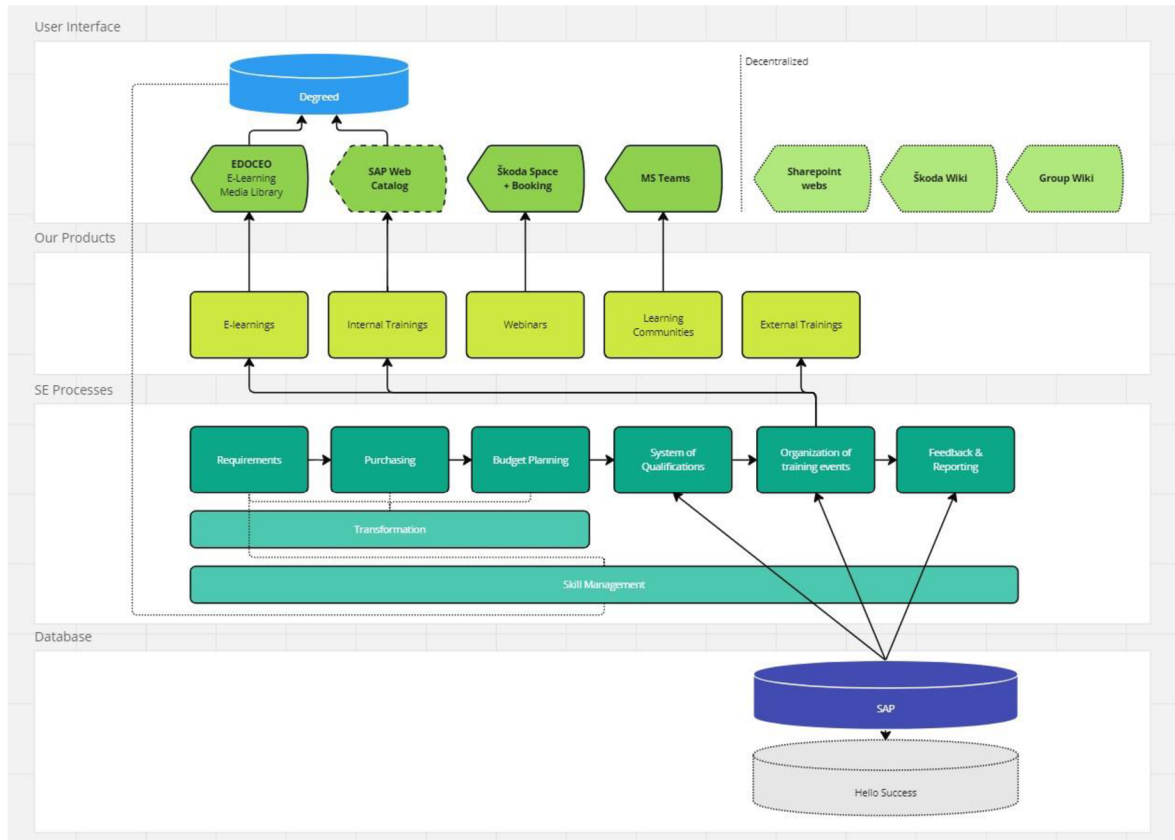 User Interface
Decentralized
Degreed
EDOCEO
E-Learning
Media Library
SAP Web
Catalog
Škoda Space
+ Booking
MS Teams
Sharepoint
webs
Škoda Wiki
Group Wiki
Our Products
E-learnings
Internal Trainings
Webinars
Learning
Communities
External Trainings
SE Processes
Requirements
Purchasing
Budget Planning
System of
Qualifications
Organization of
training events
Feedback &
Reporting
Transformation
Skill Management
Database
SAP
Hello Success